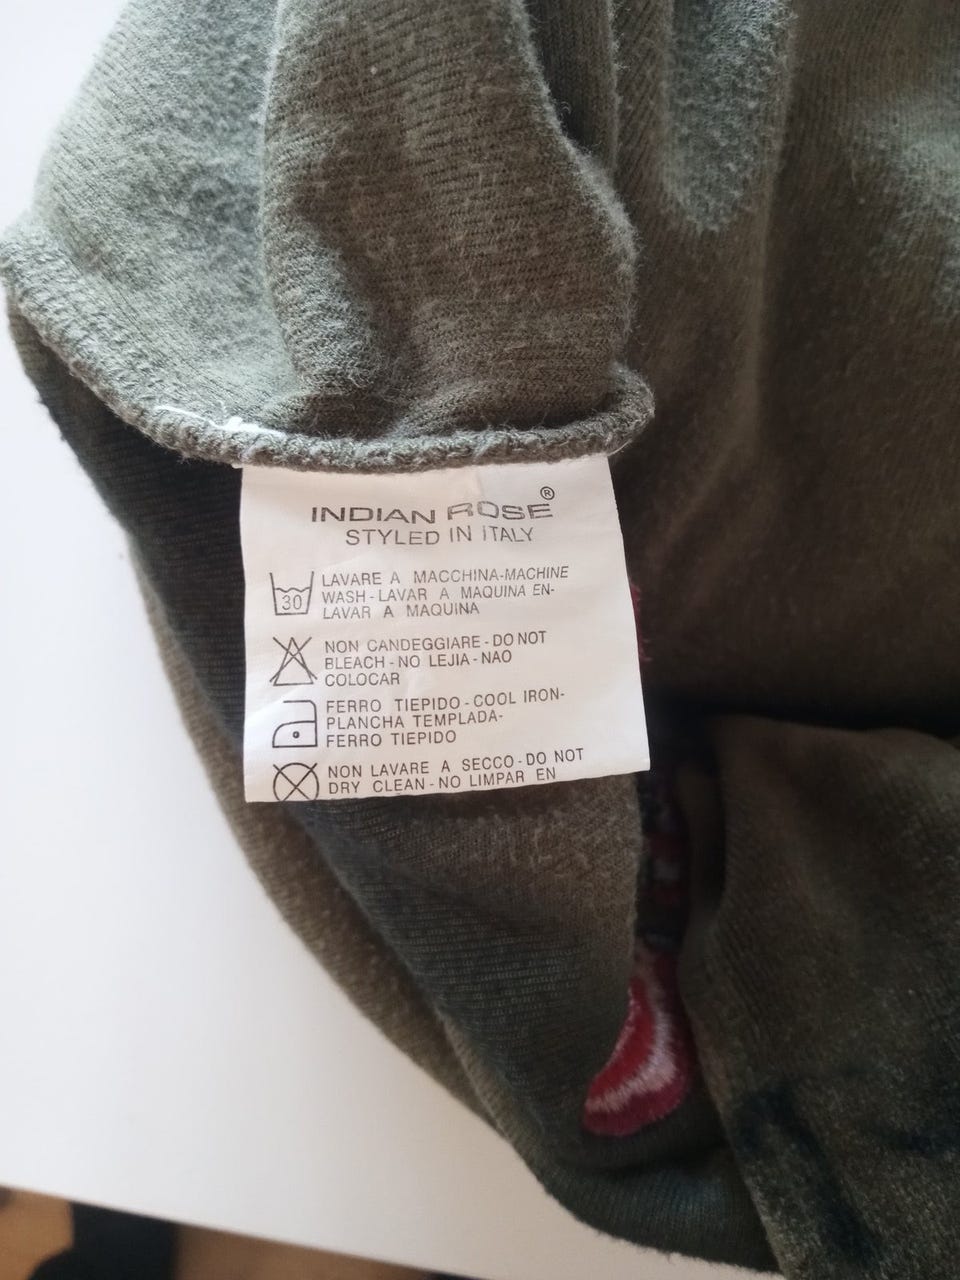 INDIAN ROSE®
STYLED IN ITALY
30
LAVARE A MACCHINA-MACHINE
WASH-LAVAR A MAQUINA EN-
LAVAR A MAQUINA
NON CANDEGGIARE-DO NOT
BLEACH-NO LEJIA-NAO
COLOCAR
FERRO TIEPIDO-COOL IRON-
PLANCHA TEMPLADA-
FERRO TIEPIDO
NON LAVARE A SECCO-DO NOT
DRY CLEAN-NO LIMPAR EN